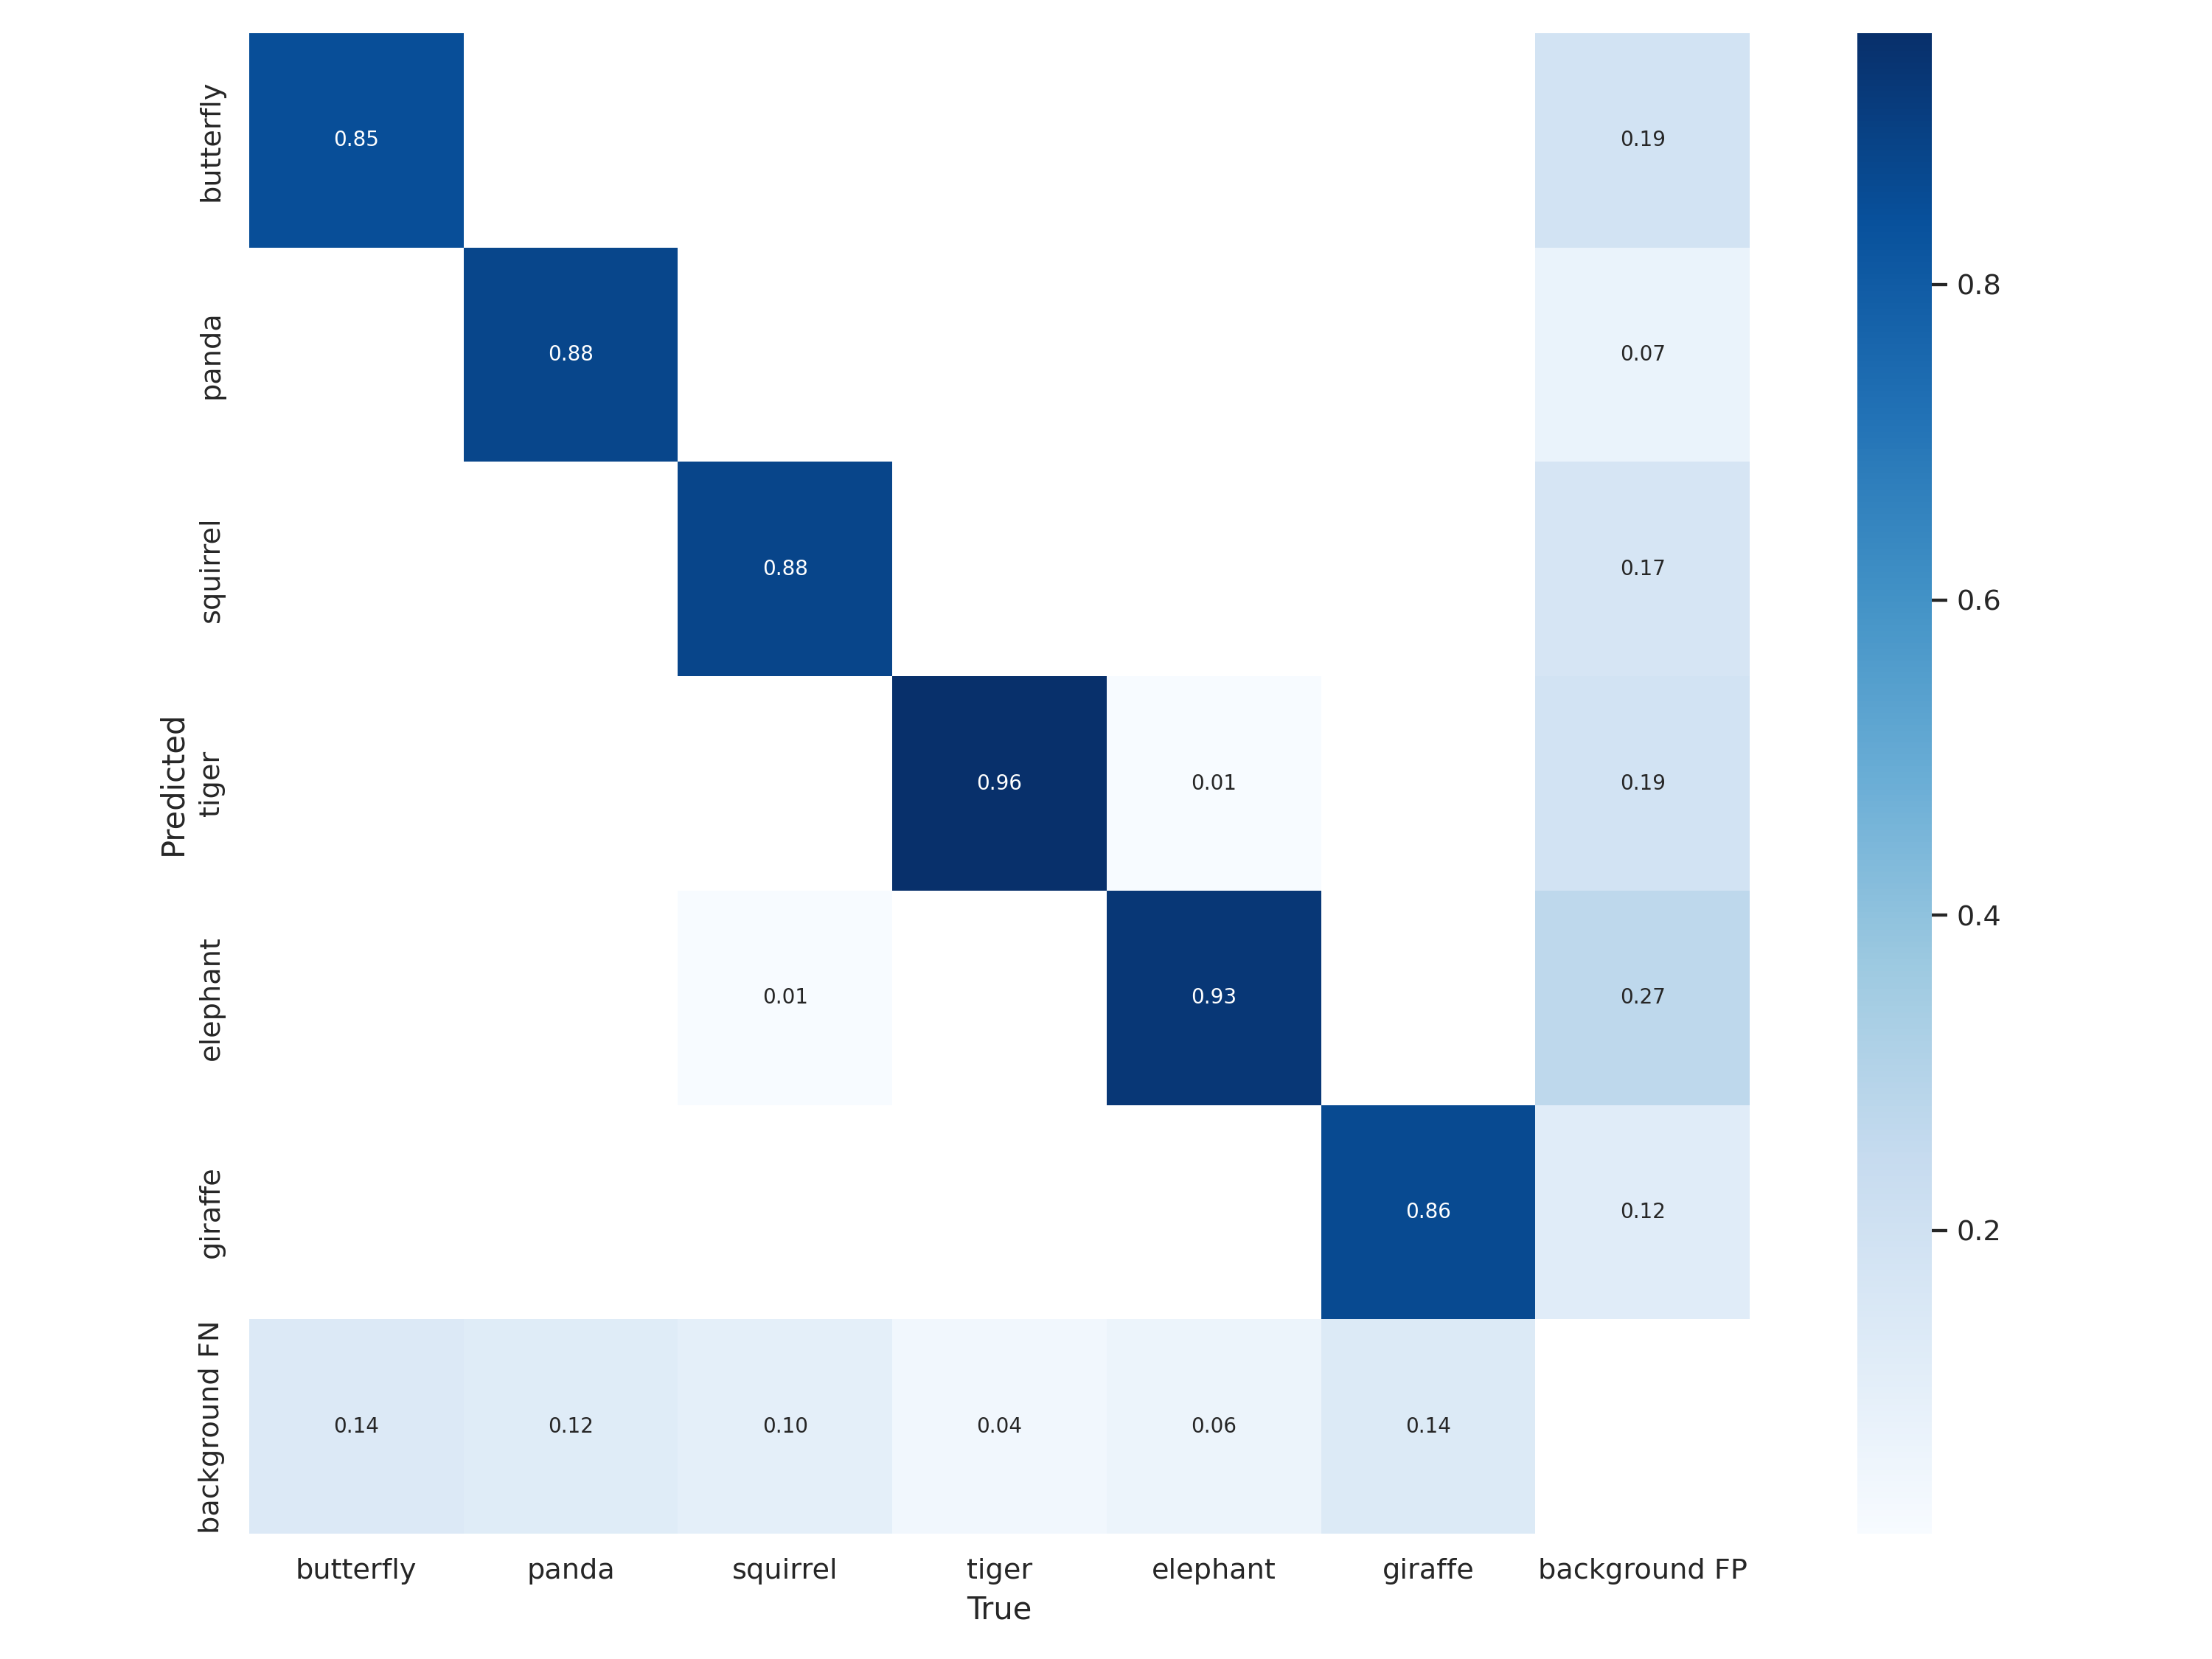 butterfly
0.85
0.19
panda
0.88
0.07
0.8
squirrel
0.88
0.17
0.6
Predicted
tiger
0.96
0.01
0.19
0.4
elephant
0.01
0.93
0.27
giraffe
0.86
0.12
0.2
background FN
0.14
0.12
0.10
0.04
0.06
0.14
butterfly
panda
squirrel
tiger
elephant
giraffe
background FP
True